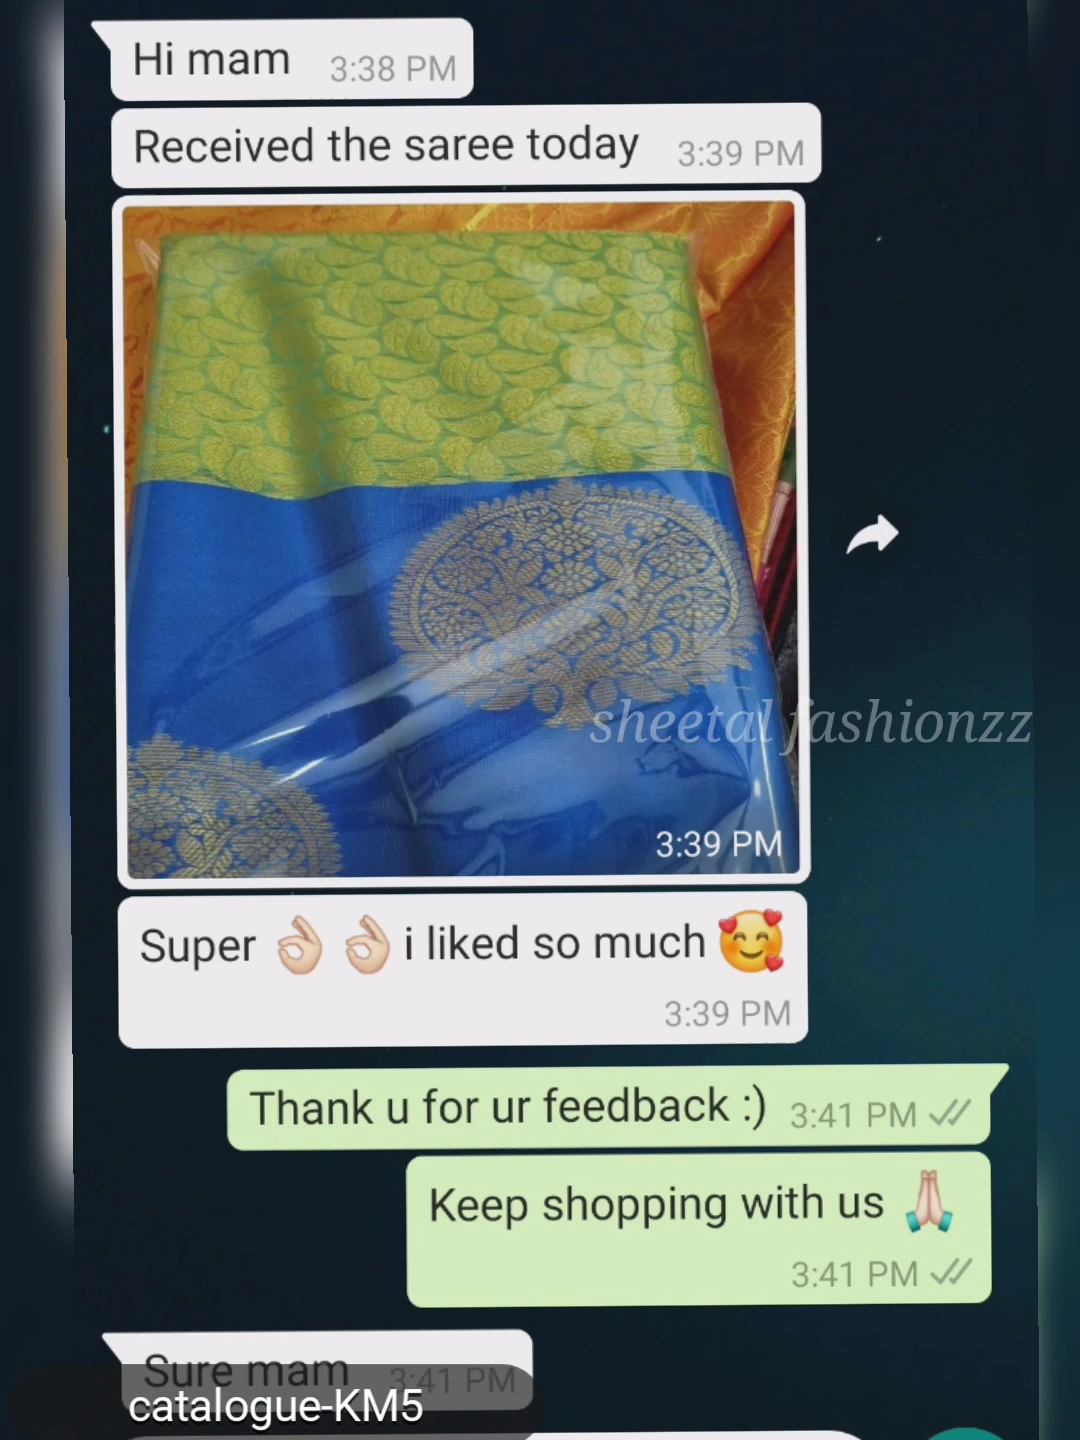 Hi mam 3:38 PM
Received the saree today 3:39 PM
sheetal fashionzz
3:39 PM
Super 👌🏻 👌🏻 i liked so much 🥰
3:39 PM
Thank u for ur feedback :) 3:41 PM
Keep shopping with us 🙏🏻
3:41 PM
Sure mam 3:41 PM
catalogue-KM5